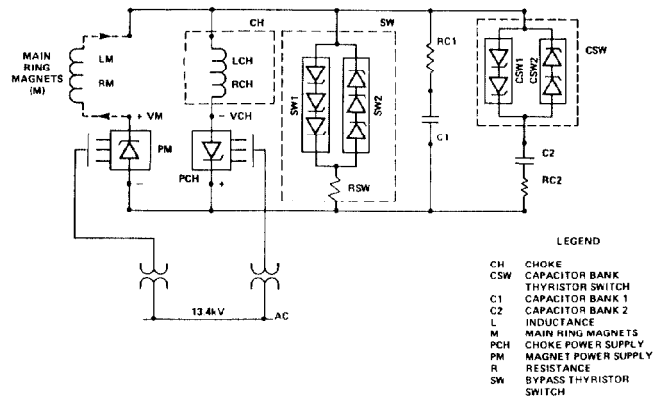 CH
SW
MAIN
RING
MAGNETS
(M)
LM
RM
LCH
RCH
SW1
SW2
RC1
C1
CSW1
CSW2
CSW
+ VM
- VCH
PM
PCH
-
+
RSW
C2
RC2
13.4kV
AC
LEGEND
CH CHOKE
CSW CAPACITOR BANK
THYRISTOR SWITCH
C1 CAPACITOR BANK 1
C2 CAPACITOR BANK 2
L INDUCTANCE
M MAIN RING MAGNETS
PCH CHOKE POWER SUPPLY
PM MAGNET POWER SUPPLY
R RESISTANCE
SW BYPASS THYRISTOR
SWITCH